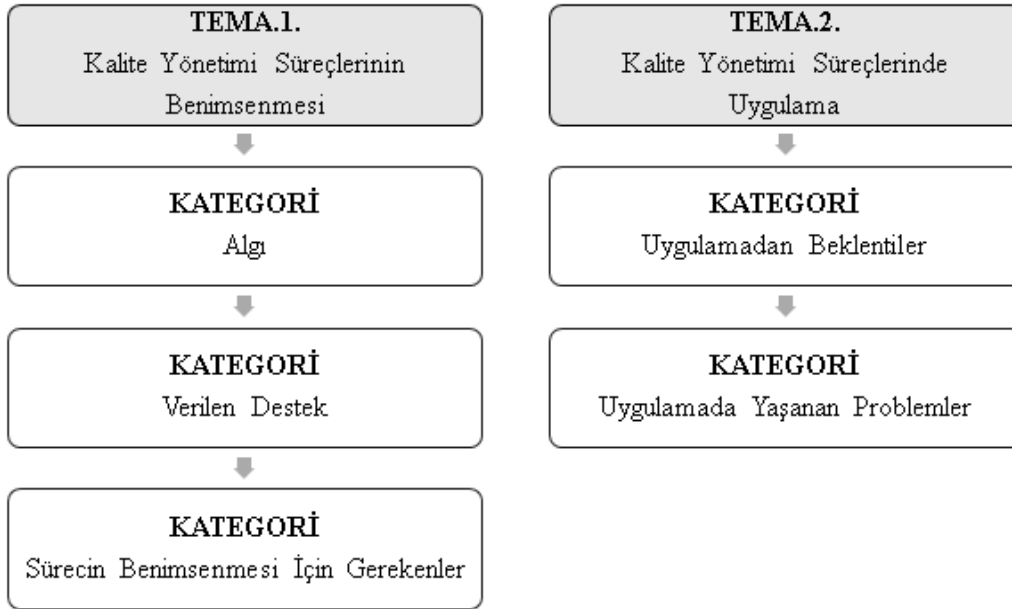 TEMA.1.
Kalite Yönetimi Süreçlerinin
Benimsenmesi
KATEGORİ
Algı
KATEGORİ
Verilen Destek
KATEGORİ
Sürecin Benimsenmesi İçin Gerekenler
TEMA.2.
Kalite Yönetimi Süreçlerinde
Uygulama
KATEGORİ
Uygulamadan Beklentiler
KATEGORİ
Uygulamada Yaşanan Problemler